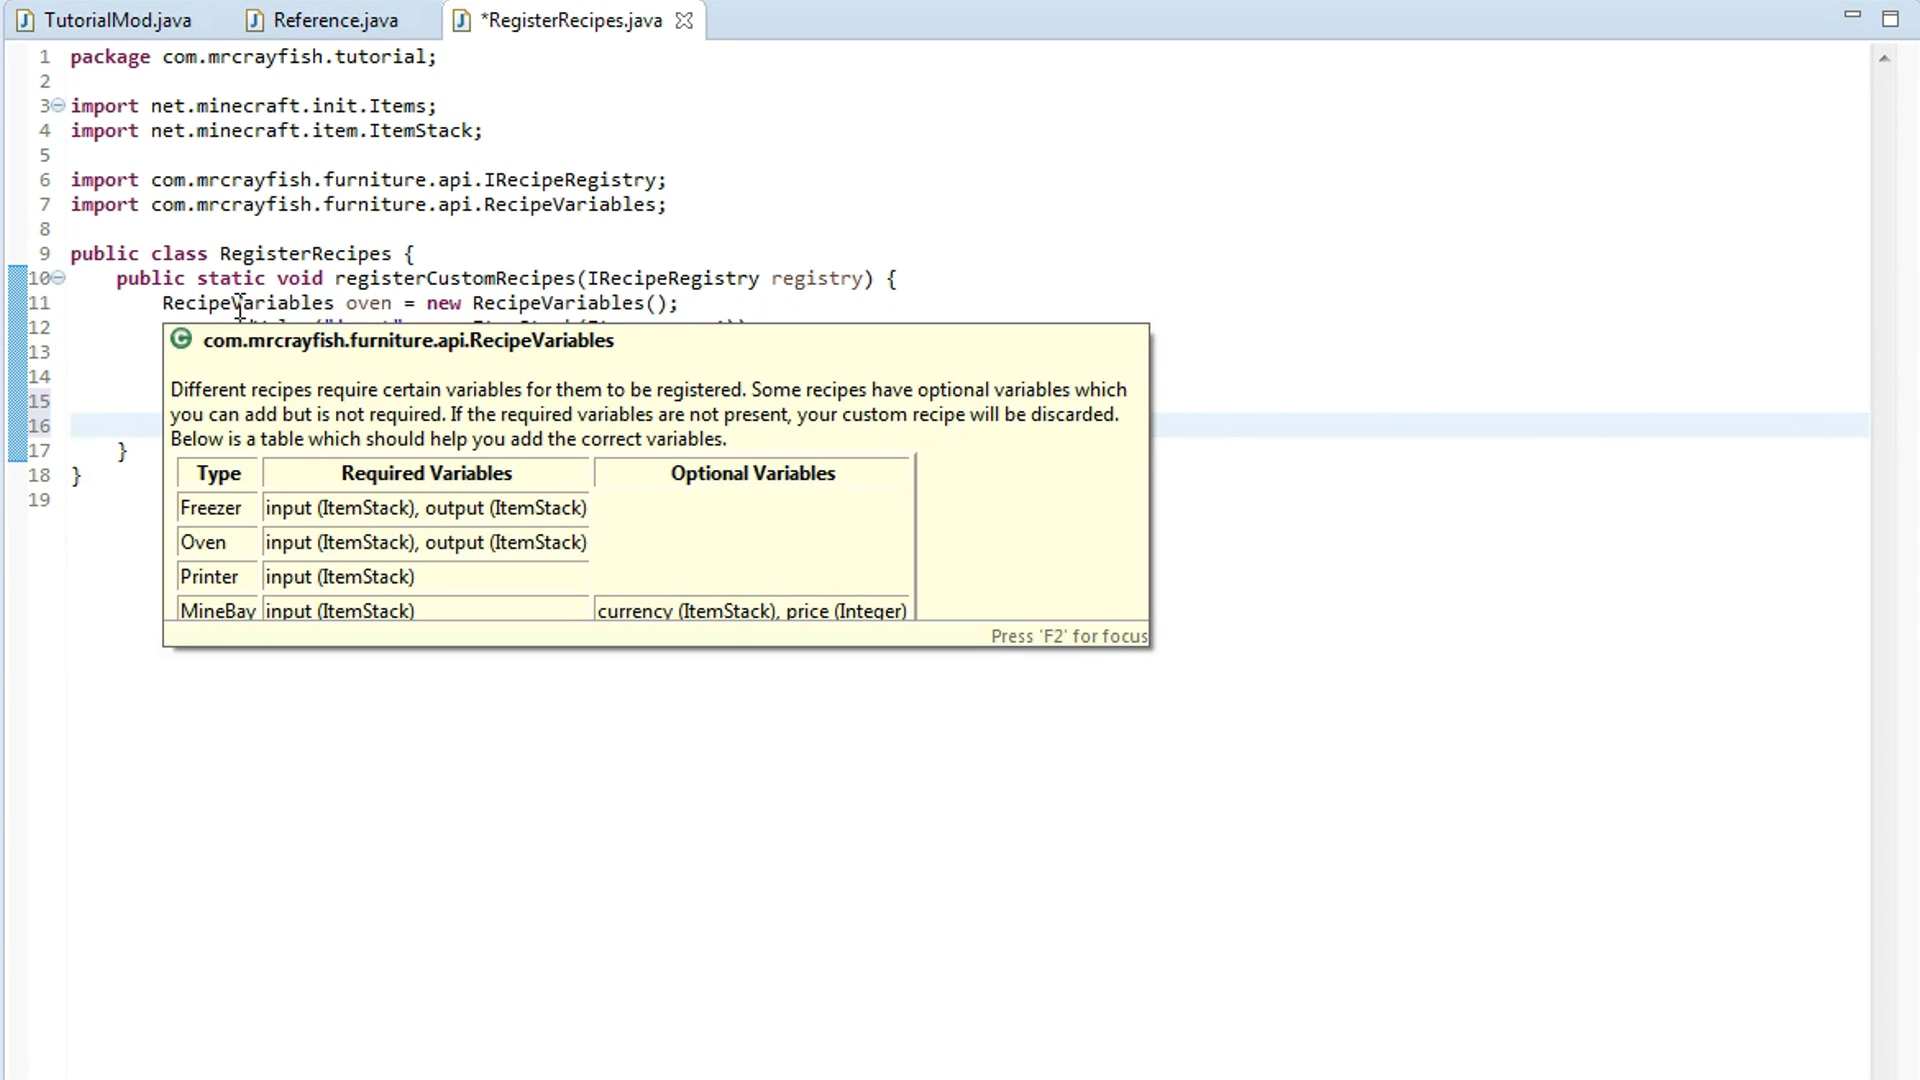 TutorialMod.java Reference.java *RegisterRecipes.java
1 package com.mrcrayfish.tutorial;
2
3 import net.minecraft.init.Items;
4 import net.minecraft.item.ItemStack;
5
6 import com.mrcrayfish.furniture.api.IRecipeRegistry;
7 import com.mrcrayfish.furniture.api.RecipeVariables;
8
9 public class RegisterRecipes {
10 public static void registerCustomRecipes(IRecipeRegistry registry) {
11 RecipeVariables oven = new RecipeVariables();
12
13
14
15
16
17 }
18 }
19
C com.mrcrayfish.furniture.api.RecipeVariables
Different recipes require certain variables for them to be registered. Some recipes have optional variables which
you can add but is not required. If the required variables are not present, your custom recipe will be discarded.
Below is a table which should help you add the correct variables.
Type Required Variables Optional Variables
Freezer input (ItemStack), output (ItemStack)
Oven input (ItemStack), output (ItemStack)
Printer input (ItemStack)
MineBay input (ItemStack) currency (ItemStack), price (Integer)
Press 'F2' for focus